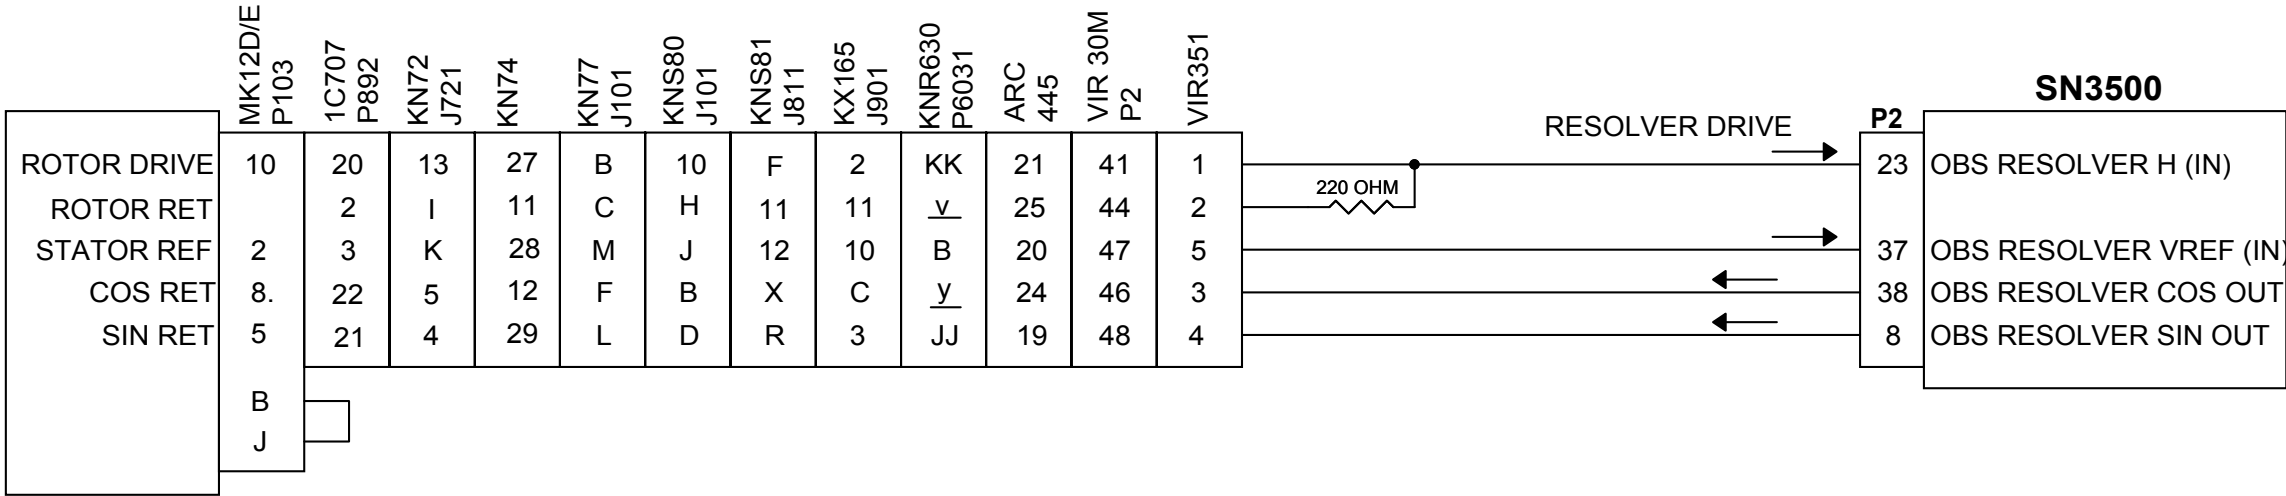 MK12D/E P103
1C707 P892
KN72 J721
KN74
KN77 J101
KNS80 J101
KNS81 J811
KX165 J901
KNR630 P6031
ARC 445
VIR 30M P2
VIR351
SN3500
P2
RESOLVER DRIVE
ROTOR DRIVE 10 20 13 27 B 10 F 2 KK 21 41 1 23 OBS RESOLVER H (IN)
220 OHM
ROTOR RET 2 I 11 C H 11 11 v 25 44 2
STATOR REF 2 3 K 28 M J 12 10 B 20 47 5 37 OBS RESOLVER VREF (IN)
COS RET 8. 22 5 12 F B X C y 24 46 3 38 OBS RESOLVER COS OUT
SIN RET 5 21 4 29 L D R 3 JJ 19 48 4 8 OBS RESOLVER SIN OUT
B
J